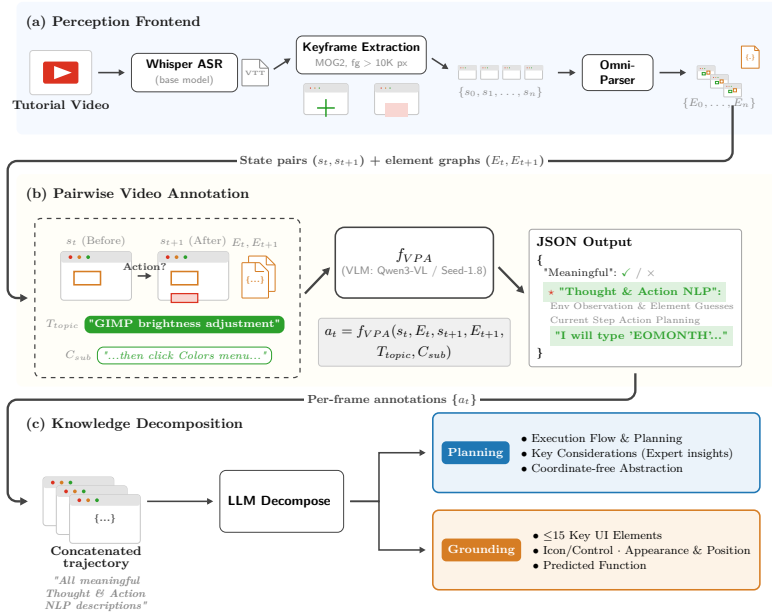 (a) Perception Frontend
Tutorial Video
Whisper ASR
(base model)
VTT
Keyframe Extraction
MOG2, fg > 10K px
{s₀, s₁, . . . , sₙ}
Omni-
Parser
{..}
{E₀, . . . , Eₙ}
State pairs (sₜ, sₜ₊₁) + element graphs (Eₜ, Eₜ₊₁)
(b) Pairwise Video Annotation
sₜ (Before)
sₜ₊₁ (After)
Eₜ, Eₜ₊₁
Action?
{...}
T_topic
"GIMP brightness adjustment"
C_sub
"...then click Colors menu..."
f_VPA
(VLM: Qwen3-VL / Seed-1.8)
aₜ = f_VPA(sₜ, Eₜ, sₜ₊₁, Eₜ₊₁,
T_topic, C_sub)
JSON Output
{
"Meaningful": ✓ / ×
⋆ "Thought & Action NLP":
Env Observation & Element Guesses
Current Step Action Planning
"I will type 'EOMONTH'..."
}
Per-frame annotations {aₜ}
(c) Knowledge Decomposition
{...}
Concatenated
trajectory
"All meaningful
Thought & Action
NLP descriptions"
LLM Decompose
Planning
• Execution Flow & Planning
• Key Considerations (Expert insights)
• Coordinate-free Abstraction
Grounding
• ≤15 Key UI Elements
• Icon/Control · Appearance & Position
• Predicted Function